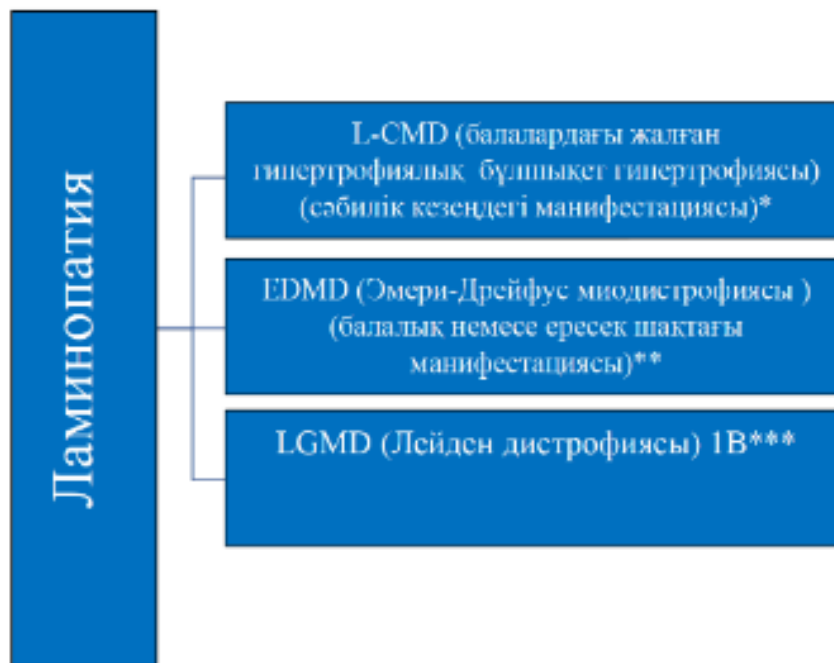 Ламинопатия
L-CMD (балалардағы жалған
гипертрофиялық бұлшықет гипертрофиясы)
(сәбилік кезеңдегі манифестациясы)*
EDMD (Эмери-Дрейфус миодистрофиясы )
(балалық немесе ересек шақтағы
манифестациясы)**
LGMD (Лейден дистрофиясы) 1B***